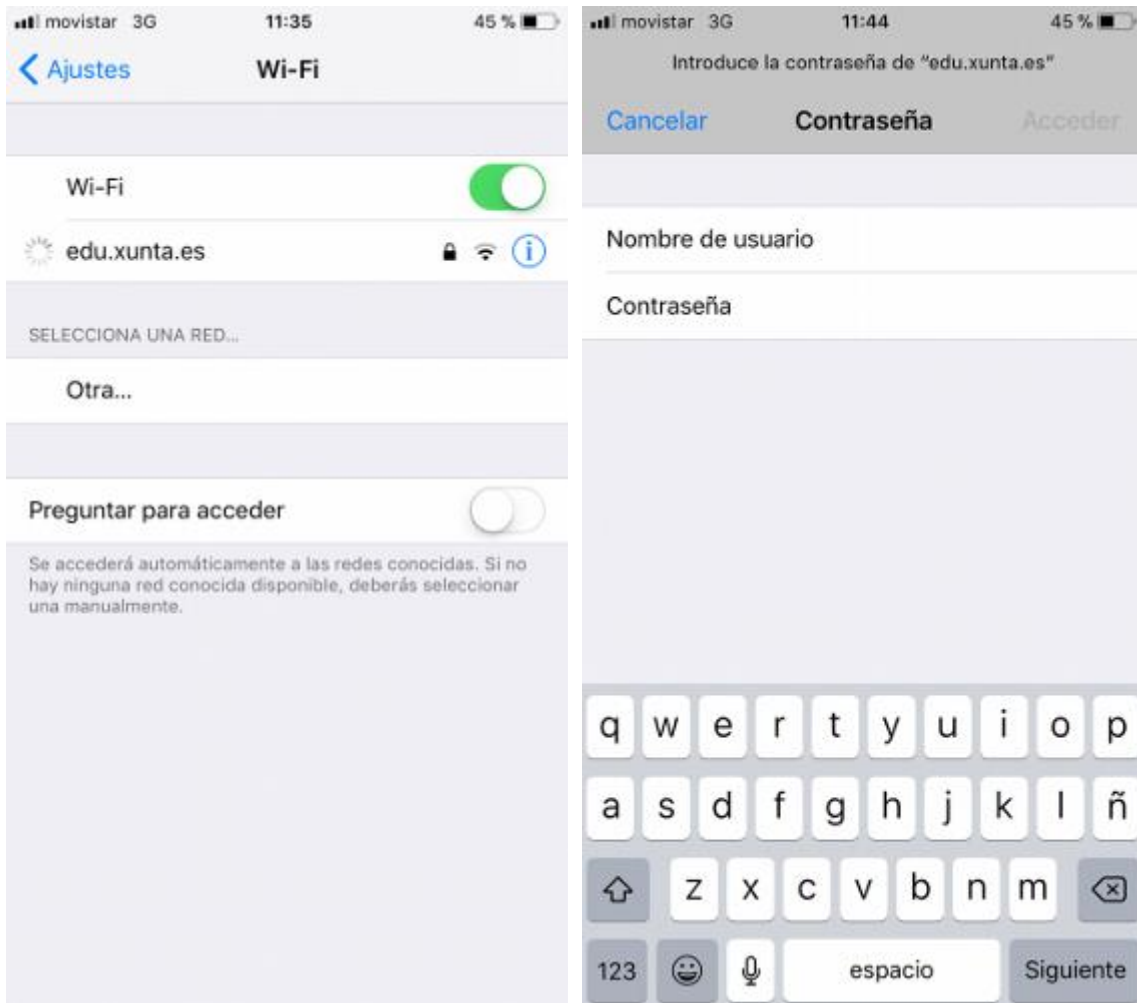 movistar 3G 11:35 45 %
Ajustes Wi-Fi
Wi-Fi
edu.xunta.es
SELECCIONA UNA RED...
Otra...
Preguntar para acceder
Se accederá automáticamente a las redes conocidas. Si no
hay ninguna red conocida disponible, deberás seleccionar
una manualmente.
movistar 3G 11:44 45 %
Introduce la contraseña de "edu.xunta.es"
Cancelar Contraseña Acceder
Nombre de usuario
Contraseña
q w e r t y u i o p
a s d f g h j k l ñ
z x c v b n m
123 espacio Siguiente